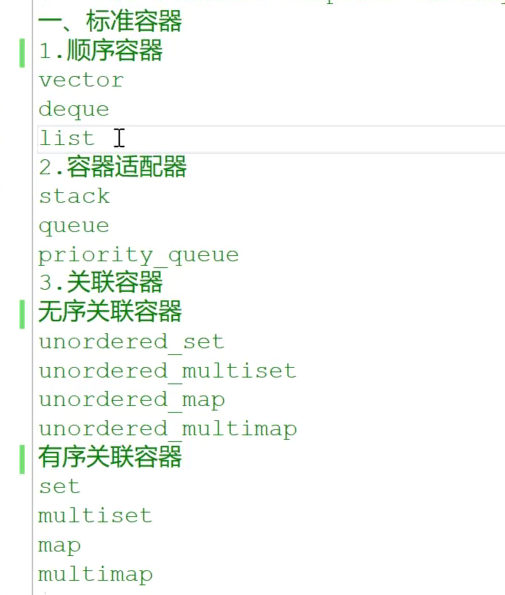 一、标准容器
1.顺序容器
vector
deque
list
2.容器适配器
stack
queue
priority_queue
3.关联容器
无序关联容器
unordered_set
unordered_multiset
unordered_map
unordered_multimap
有序关联容器
set
multiset
map
multimap